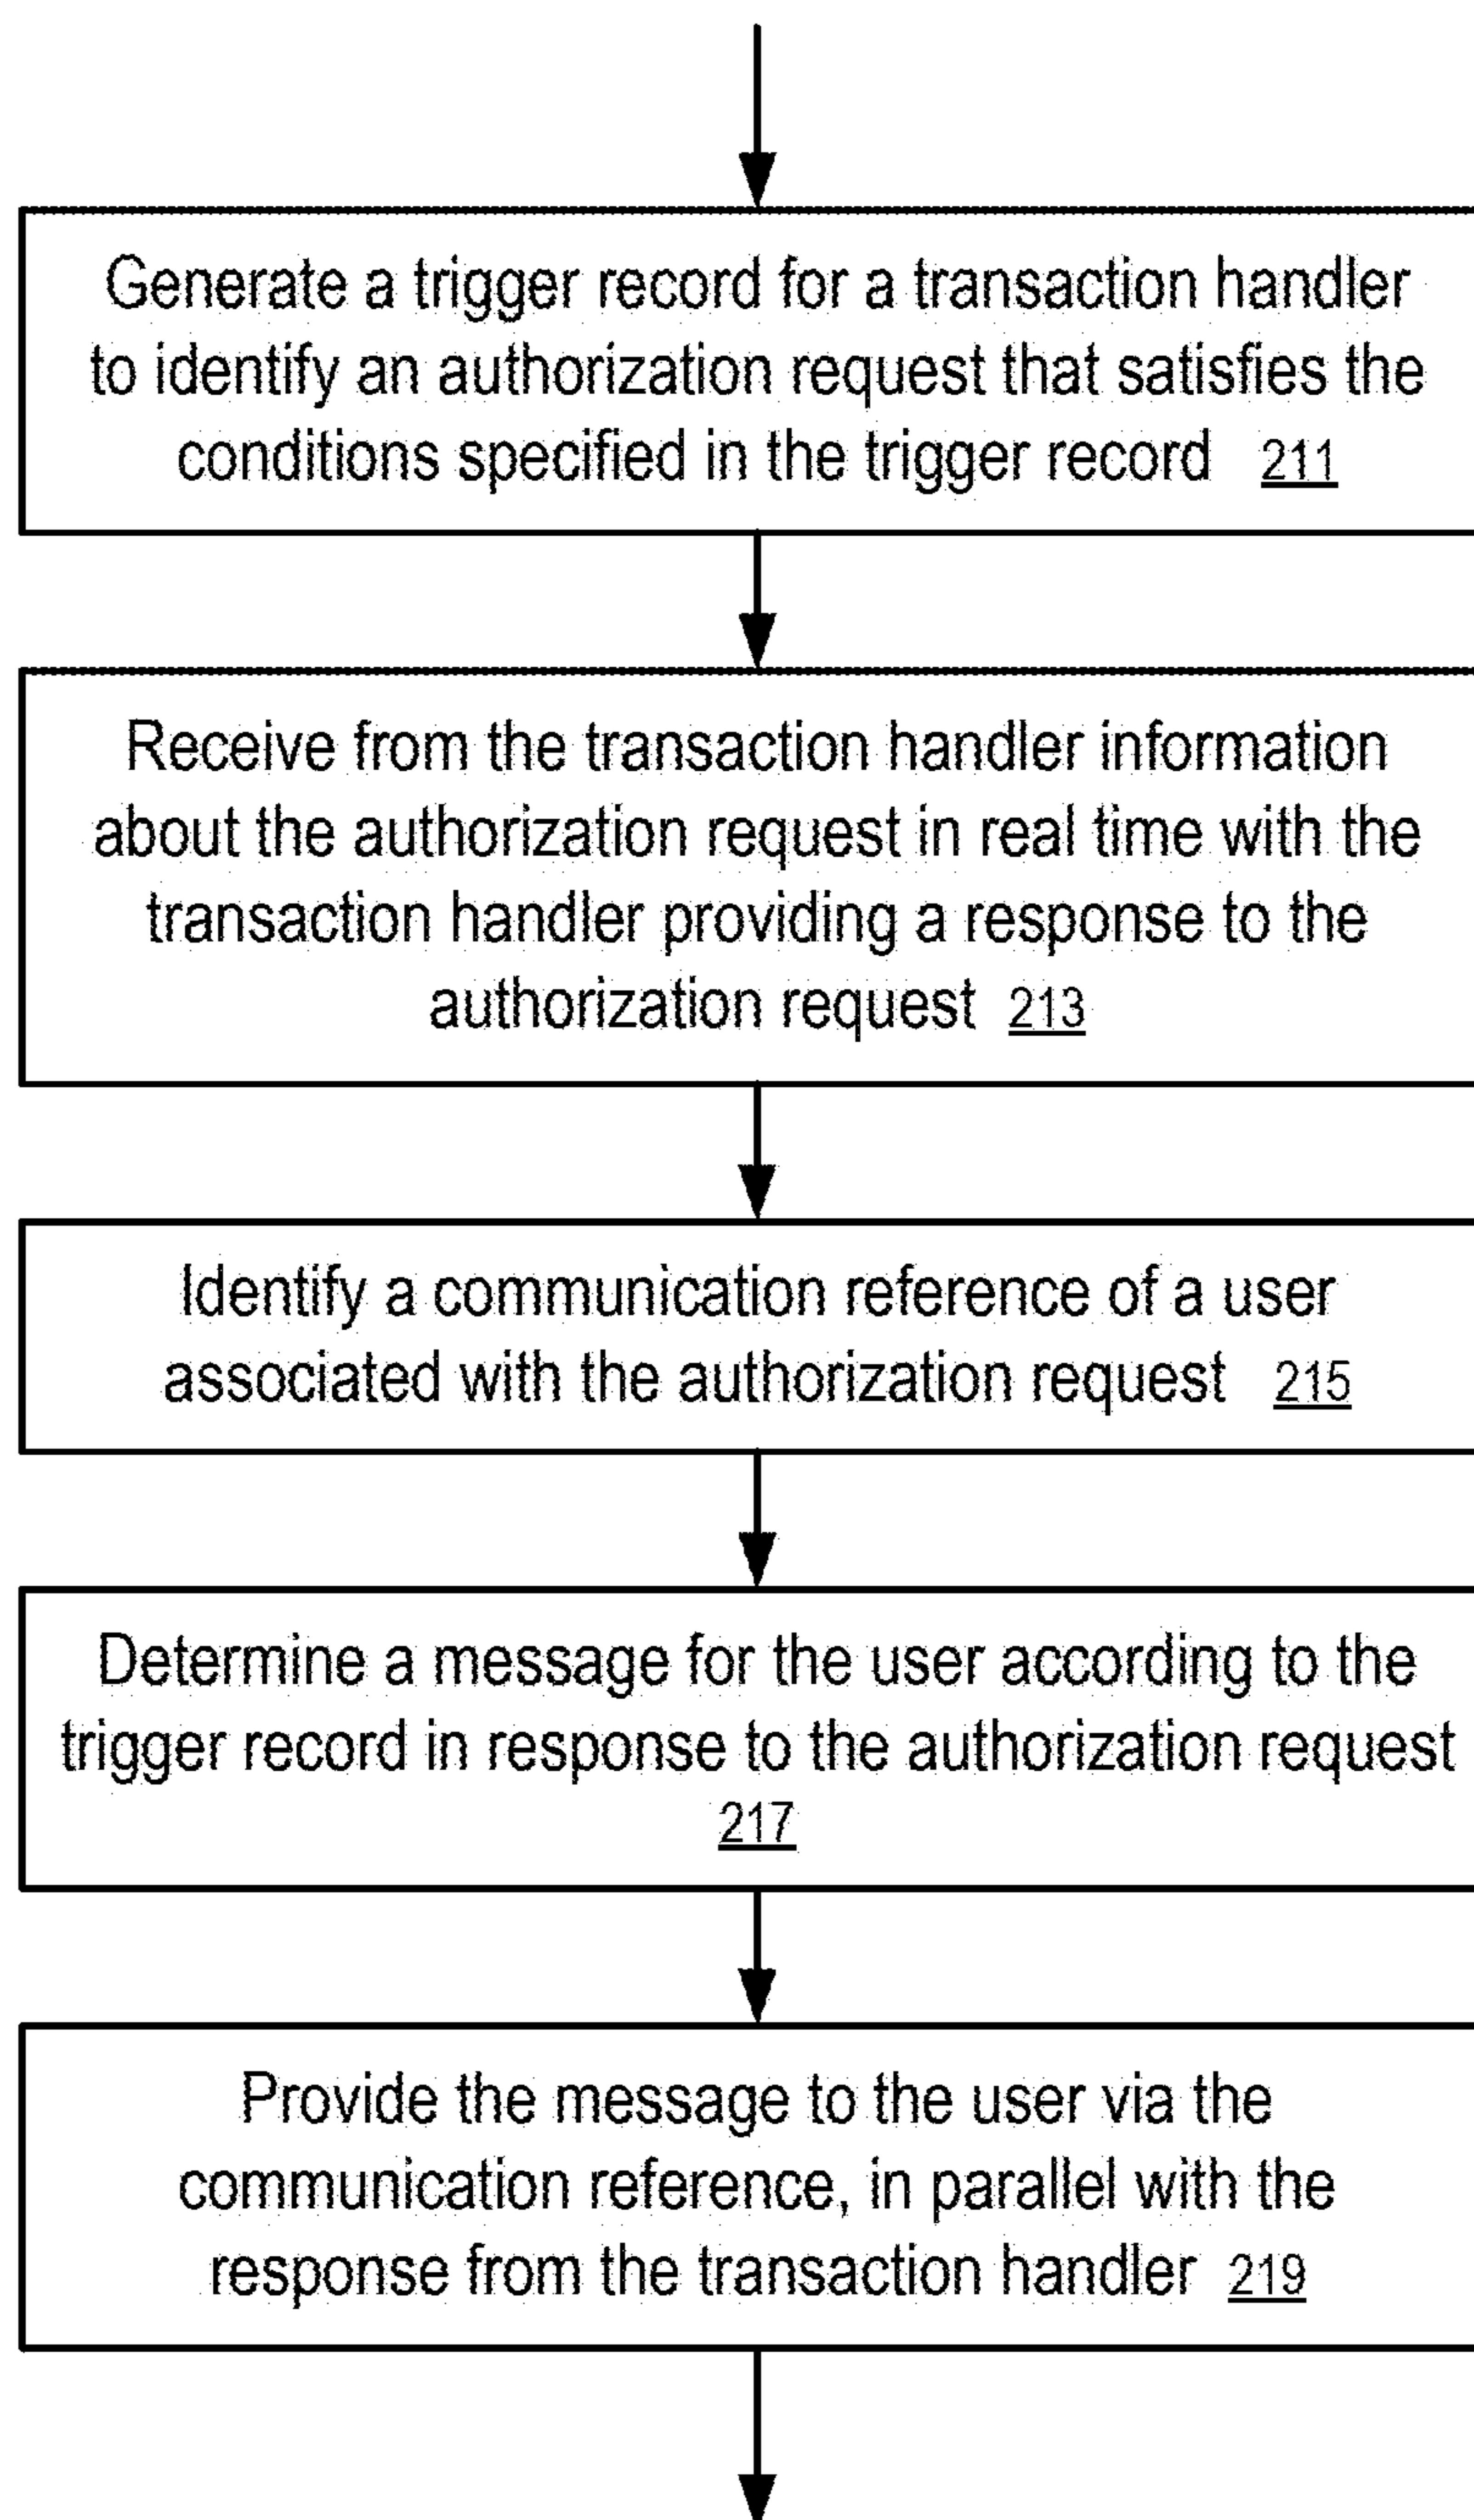 Generate a trigger record for a transaction handler
to identify an authorization request that satisfies the
conditions specified in the trigger record 211
Receive from the transaction handler information
about the authorization request in real time with the
transaction handler providing a response to the
authorization request 213
Identify a communication reference of a user
associated with the authorization request 215
Determine a message for the user according to the
trigger record in response to the authorization request
217
Provide the message to the user via the
communication reference, in parallel with the
response from the transaction handler 219